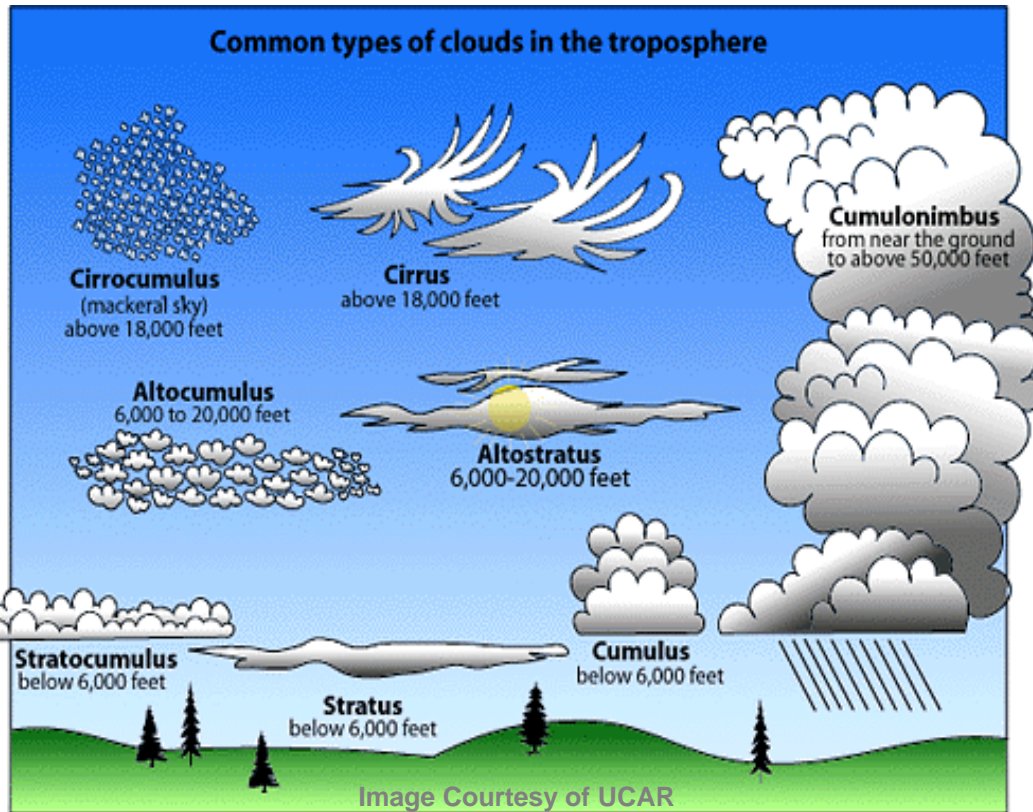 Common types of clouds in the troposphere
Cirrocumulus
(mackeral sky)
above 18,000 feet
Cirrus
above 18,000 feet
Cumulonimbus
from near the ground
to above 50,000 feet
Altocumulus
6,000 to 20,000 feet
Altostratus
6,000-20,000 feet
Stratocumulus
below 6,000 feet
Stratus
below 6,000 feet
Cumulus
below 6,000 feet
Image Courtesy of UCAR